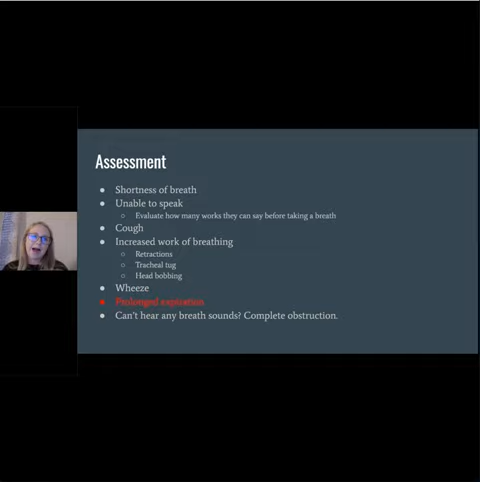 Assessment
Shortness of breath
Unable to speak
Evaluate how many works they can say before taking a breath
Cough
Increased work of breathing
Retractions
Tracheal tug
Head bobbing
Wheeze
Prolonged expiration
Can't hear any breath sounds? Complete obstruction.